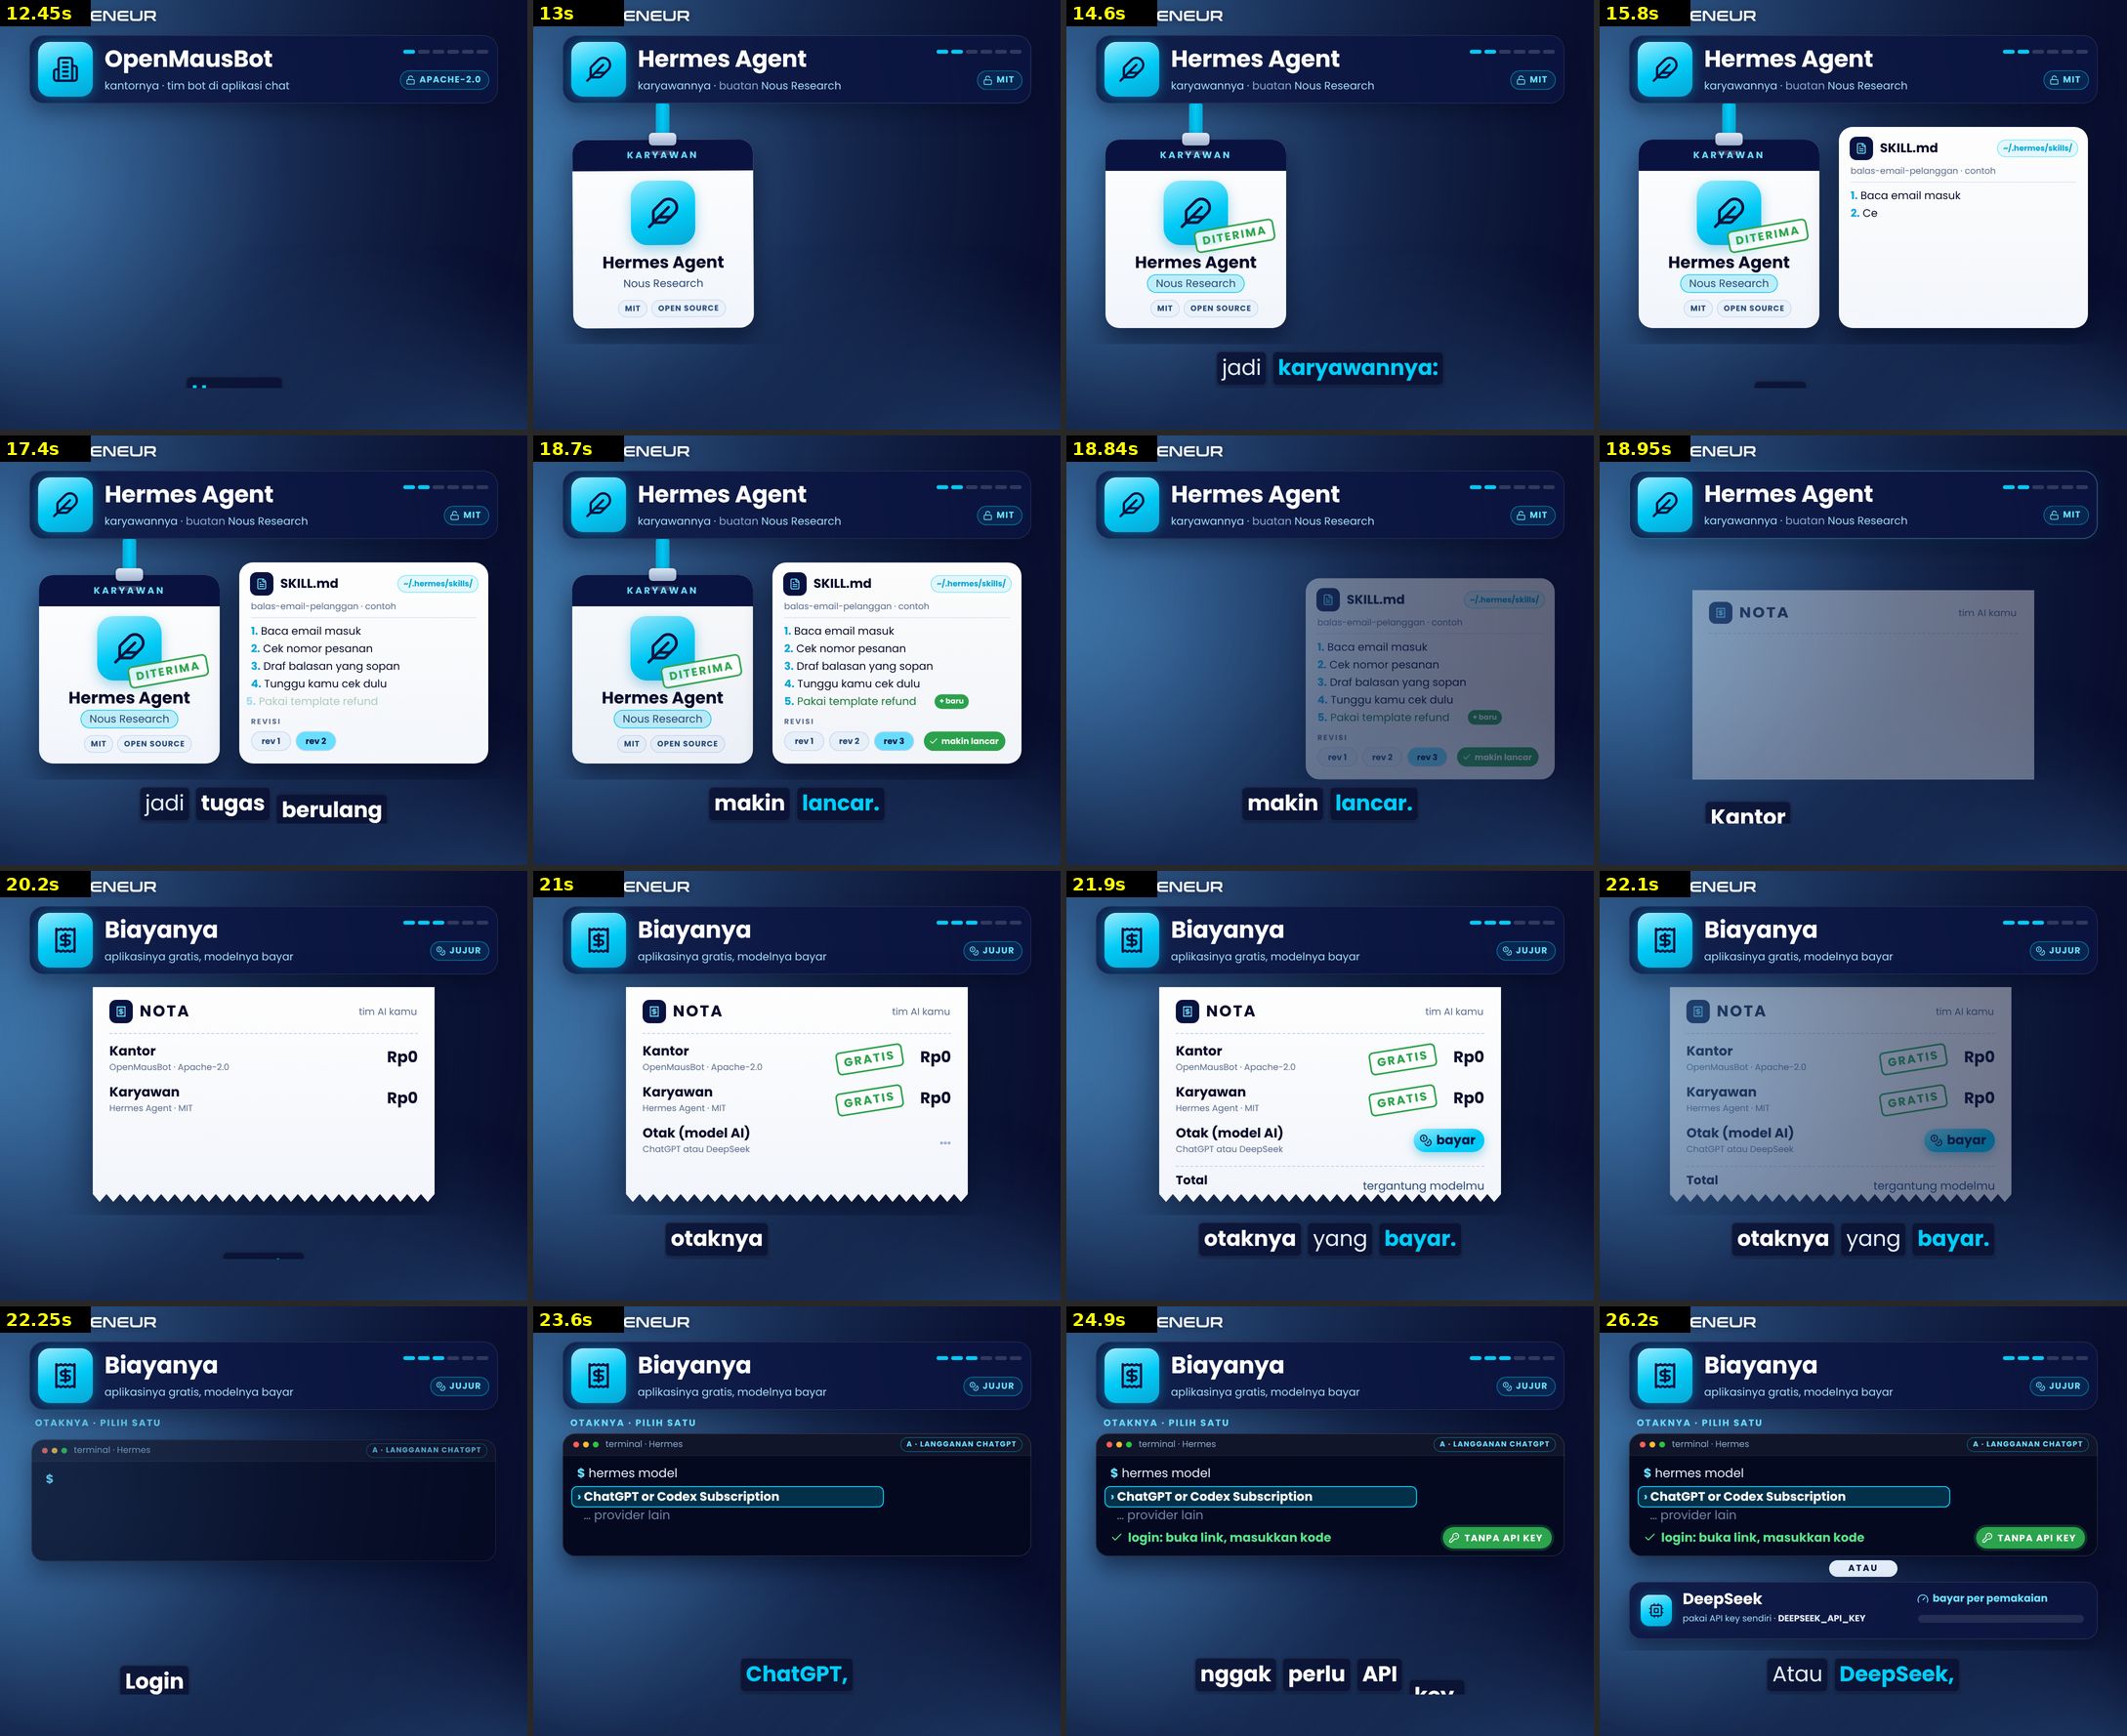 12.45s
ENEUR
OpenMausBot
kantornya · tim bot di aplikasi chat
APACHE-2.0
13s
ENEUR
Hermes Agent
karyawannya · buatan Nous Research
MIT
KARYAWAN
Hermes Agent
Nous Research
MIT
OPEN SOURCE
14.6s
ENEUR
Hermes Agent
karyawannya · buatan Nous Research
MIT
KARYAWAN
DITERIMA
Hermes Agent
Nous Research
MIT
OPEN SOURCE
jadi karyawannya:
15.8s
ENEUR
Hermes Agent
karyawannya · buatan Nous Research
MIT
KARYAWAN
DITERIMA
Hermes Agent
Nous Research
MIT
OPEN SOURCE
SKILL.md
~/.hermes/skills/
balas-email-pelanggan · contoh
1. Baca email masuk
2. Ce
17.4s
ENEUR
Hermes Agent
karyawannya · buatan Nous Research
MIT
KARYAWAN
DITERIMA
Hermes Agent
Nous Research
MIT
OPEN SOURCE
SKILL.md
~/.hermes/skills/
balas-email-pelanggan · contoh
1. Baca email masuk
2. Cek nomor pesanan
3. Draf balasan yang sopan
4. Tunggu kamu cek dulu
5. Pakai template refund
REVISI
rev 1
rev 2
jadi tugas berulang
18.7s
ENEUR
Hermes Agent
karyawannya · buatan Nous Research
MIT
KARYAWAN
DITERIMA
Hermes Agent
Nous Research
MIT
OPEN SOURCE
SKILL.md
~/.hermes/skills/
balas-email-pelanggan · contoh
1. Baca email masuk
2. Cek nomor pesanan
3. Draf balasan yang sopan
4. Tunggu kamu cek dulu
5. Pakai template refund
+ baru
REVISI
rev 1
rev 2
rev 3
makin lancar
makin lancar.
18.84s
ENEUR
Hermes Agent
karyawannya · buatan Nous Research
MIT
SKILL.md
~/.hermes/skills/
balas-email-pelanggan · contoh
1. Baca email masuk
2. Cek nomor pesanan
3. Draf balasan yang sopan
4. Tunggu kamu cek dulu
5. Pakai template refund
+ baru
REVISI
rev 1
rev 2
rev 3
makin lancar
makin lancar.
18.95s
ENEUR
Hermes Agent
karyawannya · buatan Nous Research
MIT
NOTA
tim AI kamu
Kantor
20.2s
ENEUR
Biayanya
aplikasinya gratis, modelnya bayar
JUJUR
NOTA
tim AI kamu
Kantor
OpenMausBot · Apache-2.0
Rp0
Karyawan
Hermes Agent · MIT
Rp0
21s
ENEUR
Biayanya
aplikasinya gratis, modelnya bayar
JUJUR
NOTA
tim AI kamu
Kantor
OpenMausBot · Apache-2.0
GRATIS
Rp0
Karyawan
Hermes Agent · MIT
GRATIS
Rp0
Otak (model AI)
ChatGPT atau DeepSeek
...
otaknya
21.9s
ENEUR
Biayanya
aplikasinya gratis, modelnya bayar
JUJUR
NOTA
tim AI kamu
Kantor
OpenMausBot · Apache-2.0
GRATIS
Rp0
Karyawan
Hermes Agent · MIT
GRATIS
Rp0
Otak (model AI)
ChatGPT atau DeepSeek
bayar
Total
tergantung modelmu
otaknya yang bayar.
22.1s
ENEUR
Biayanya
aplikasinya gratis, modelnya bayar
JUJUR
NOTA
tim AI kamu
Kantor
OpenMausBot · Apache-2.0
GRATIS
Rp0
Karyawan
Hermes Agent · MIT
GRATIS
Rp0
Otak (model AI)
ChatGPT atau DeepSeek
bayar
Total
tergantung modelmu
otaknya yang bayar.
22.25s
ENEUR
Biayanya
aplikasinya gratis, modelnya bayar
JUJUR
OTAKNYA · PILIH SATU
terminal · Hermes
A · LANGGANAN CHATGPT
$
Login
23.6s
ENEUR
Biayanya
aplikasinya gratis, modelnya bayar
JUJUR
OTAKNYA · PILIH SATU
terminal · Hermes
A · LANGGANAN CHATGPT
$ hermes model
› ChatGPT or Codex Subscription
... provider lain
ChatGPT,
24.9s
ENEUR
Biayanya
aplikasinya gratis, modelnya bayar
JUJUR
OTAKNYA · PILIH SATU
terminal · Hermes
A · LANGGANAN CHATGPT
$ hermes model
› ChatGPT or Codex Subscription
... provider lain
login: buka link, masukkan kode
TANPA API KEY
nggak perlu API key
26.2s
ENEUR
Biayanya
aplikasinya gratis, modelnya bayar
JUJUR
OTAKNYA · PILIH SATU
terminal · Hermes
A · LANGGANAN CHATGPT
$ hermes model
› ChatGPT or Codex Subscription
... provider lain
login: buka link, masukkan kode
TANPA API KEY
ATAU
DeepSeek
pakai API key sendiri · DEEPSEEK_API_KEY
bayar per pemakaian
Atau DeepSeek,